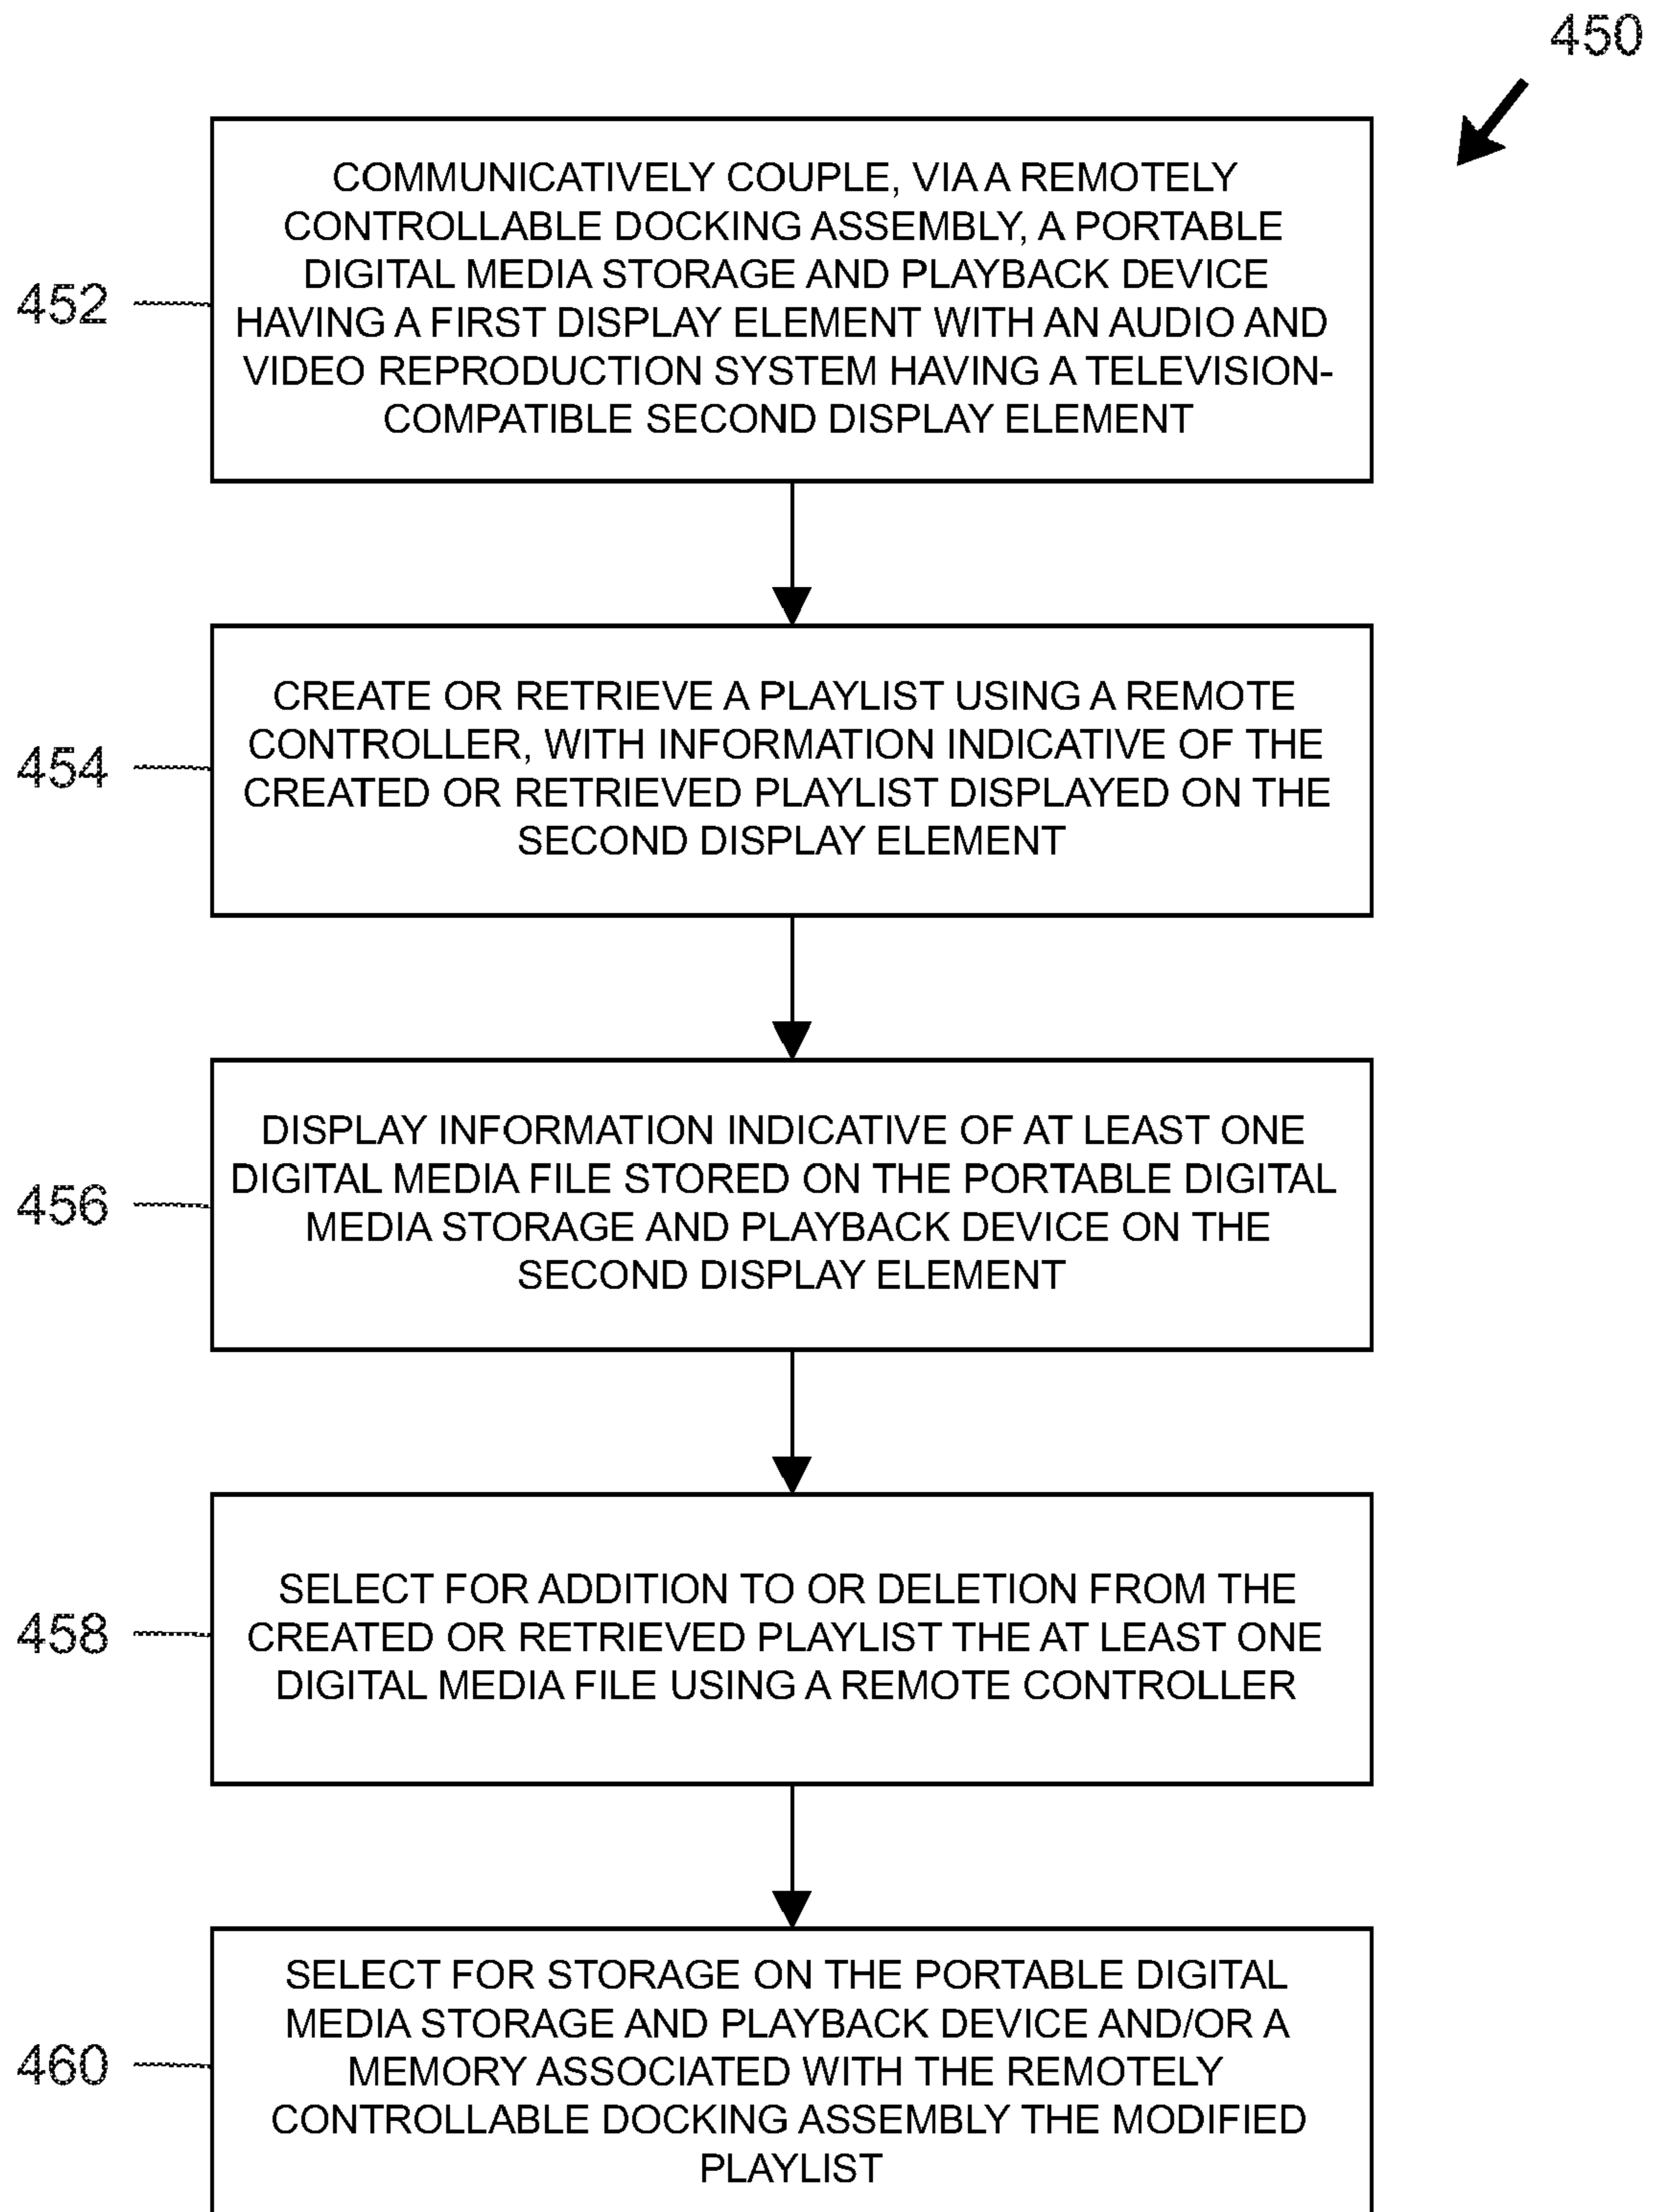 450
COMMUNICATIVELY COUPLE, VIA A REMOTELY
CONTROLLABLE DOCKING ASSEMBLY, A PORTABLE
DIGITAL MEDIA STORAGE AND PLAYBACK DEVICE
HAVING A FIRST DISPLAY ELEMENT WITH AN AUDIO AND
VIDEO REPRODUCTION SYSTEM HAVING A TELEVISION-
COMPATIBLE SECOND DISPLAY ELEMENT
452
CREATE OR RETRIEVE A PLAYLIST USING A REMOTE
CONTROLLER, WITH INFORMATION INDICATIVE OF THE
CREATED OR RETRIEVED PLAYLIST DISPLAYED ON THE
SECOND DISPLAY ELEMENT
454
DISPLAY INFORMATION INDICATIVE OF AT LEAST ONE
DIGITAL MEDIA FILE STORED ON THE PORTABLE DIGITAL
MEDIA STORAGE AND PLAYBACK DEVICE ON THE
SECOND DISPLAY ELEMENT
456
SELECT FOR ADDITION TO OR DELETION FROM THE
CREATED OR RETRIEVED PLAYLIST THE AT LEAST ONE
DIGITAL MEDIA FILE USING A REMOTE CONTROLLER
458
SELECT FOR STORAGE ON THE PORTABLE DIGITAL
MEDIA STORAGE AND PLAYBACK DEVICE AND/OR A
MEMORY ASSOCIATED WITH THE REMOTELY
CONTROLLABLE DOCKING ASSEMBLY THE MODIFIED
PLAYLIST
460